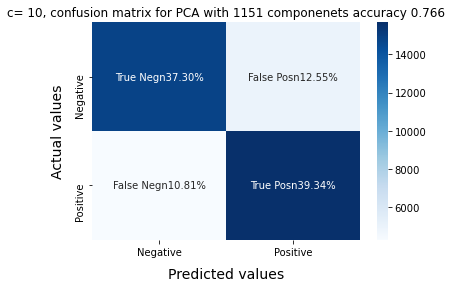 c= 10, confusion matrix for PCA with 1151 componenets accuracy 0.766
Actual values
Negative
Positive
True Negn37.30%
False Posn12.55%
False Negn10.81%
True Posn39.34%
Negative
Positive
Predicted values
14000
12000
10000
8000
6000